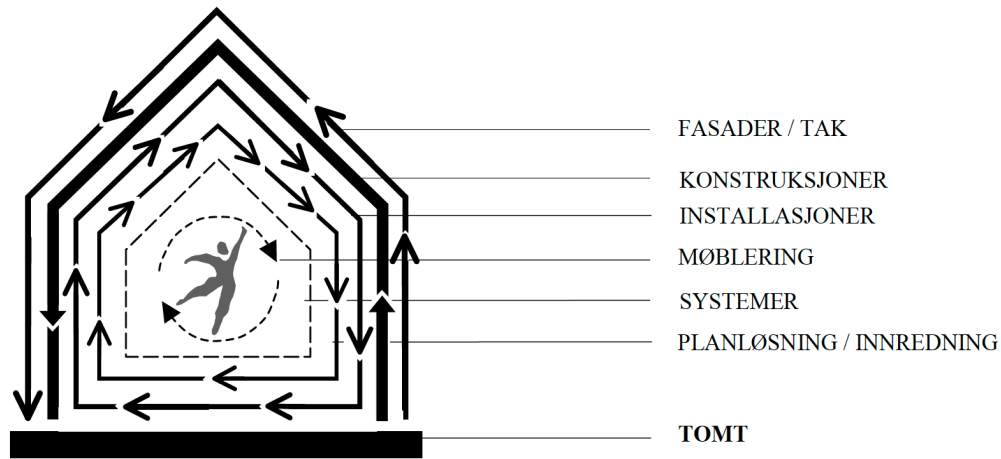 FASADER / TAK
KONSTRUKSJONER
INSTALLASJONER
MØBLERING
SYSTEMER
PLANLØSNING / INNREDNING
TOMT